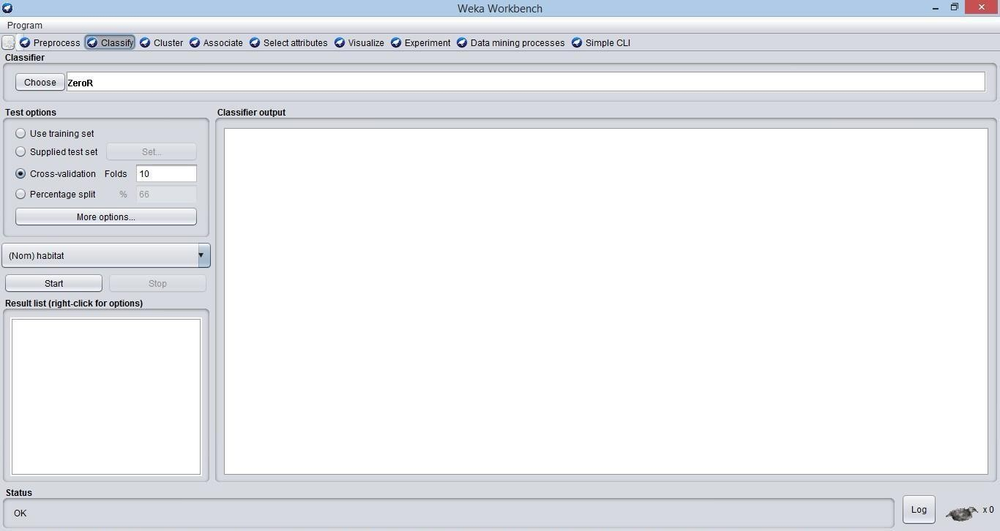 Weka Workbench
Program
Preprocess Classify Cluster Associate Select attributes Visualize Experiment Data mining processes Simple CLI
Classifier
Choose ZeroR
Test options
Use training set
Supplied test set Set...
Cross-validation Folds 10
Percentage split % 66
More options...
(Nom) habitat
Start Stop
Result list (right-click for options)
Classifier output
Status
OK
Log x 0